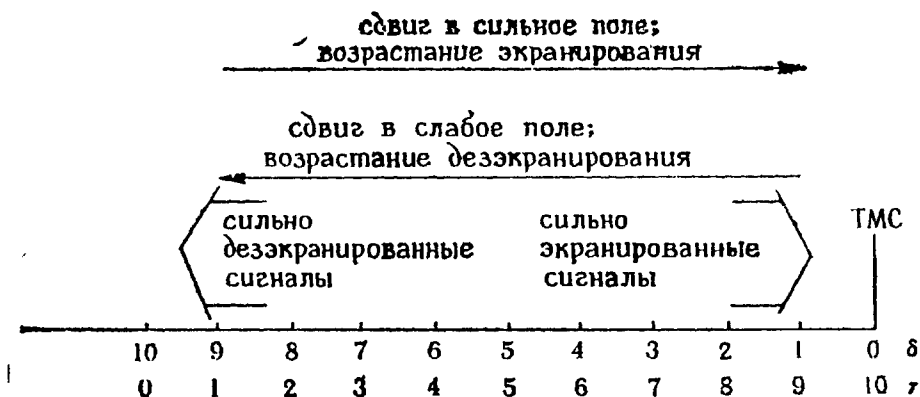 сдвиг в сильное поле;
возрастание экранирования
сдвиг в слабое поле;
возрастание дезэкранирования
сильно дезэкранированные сигналы
сильно экранированные сигналы
ТМС
10 9 8 7 6 5 4 3 2 1 0 δ
0 1 2 3 4 5 6 7 8 9 10 τ